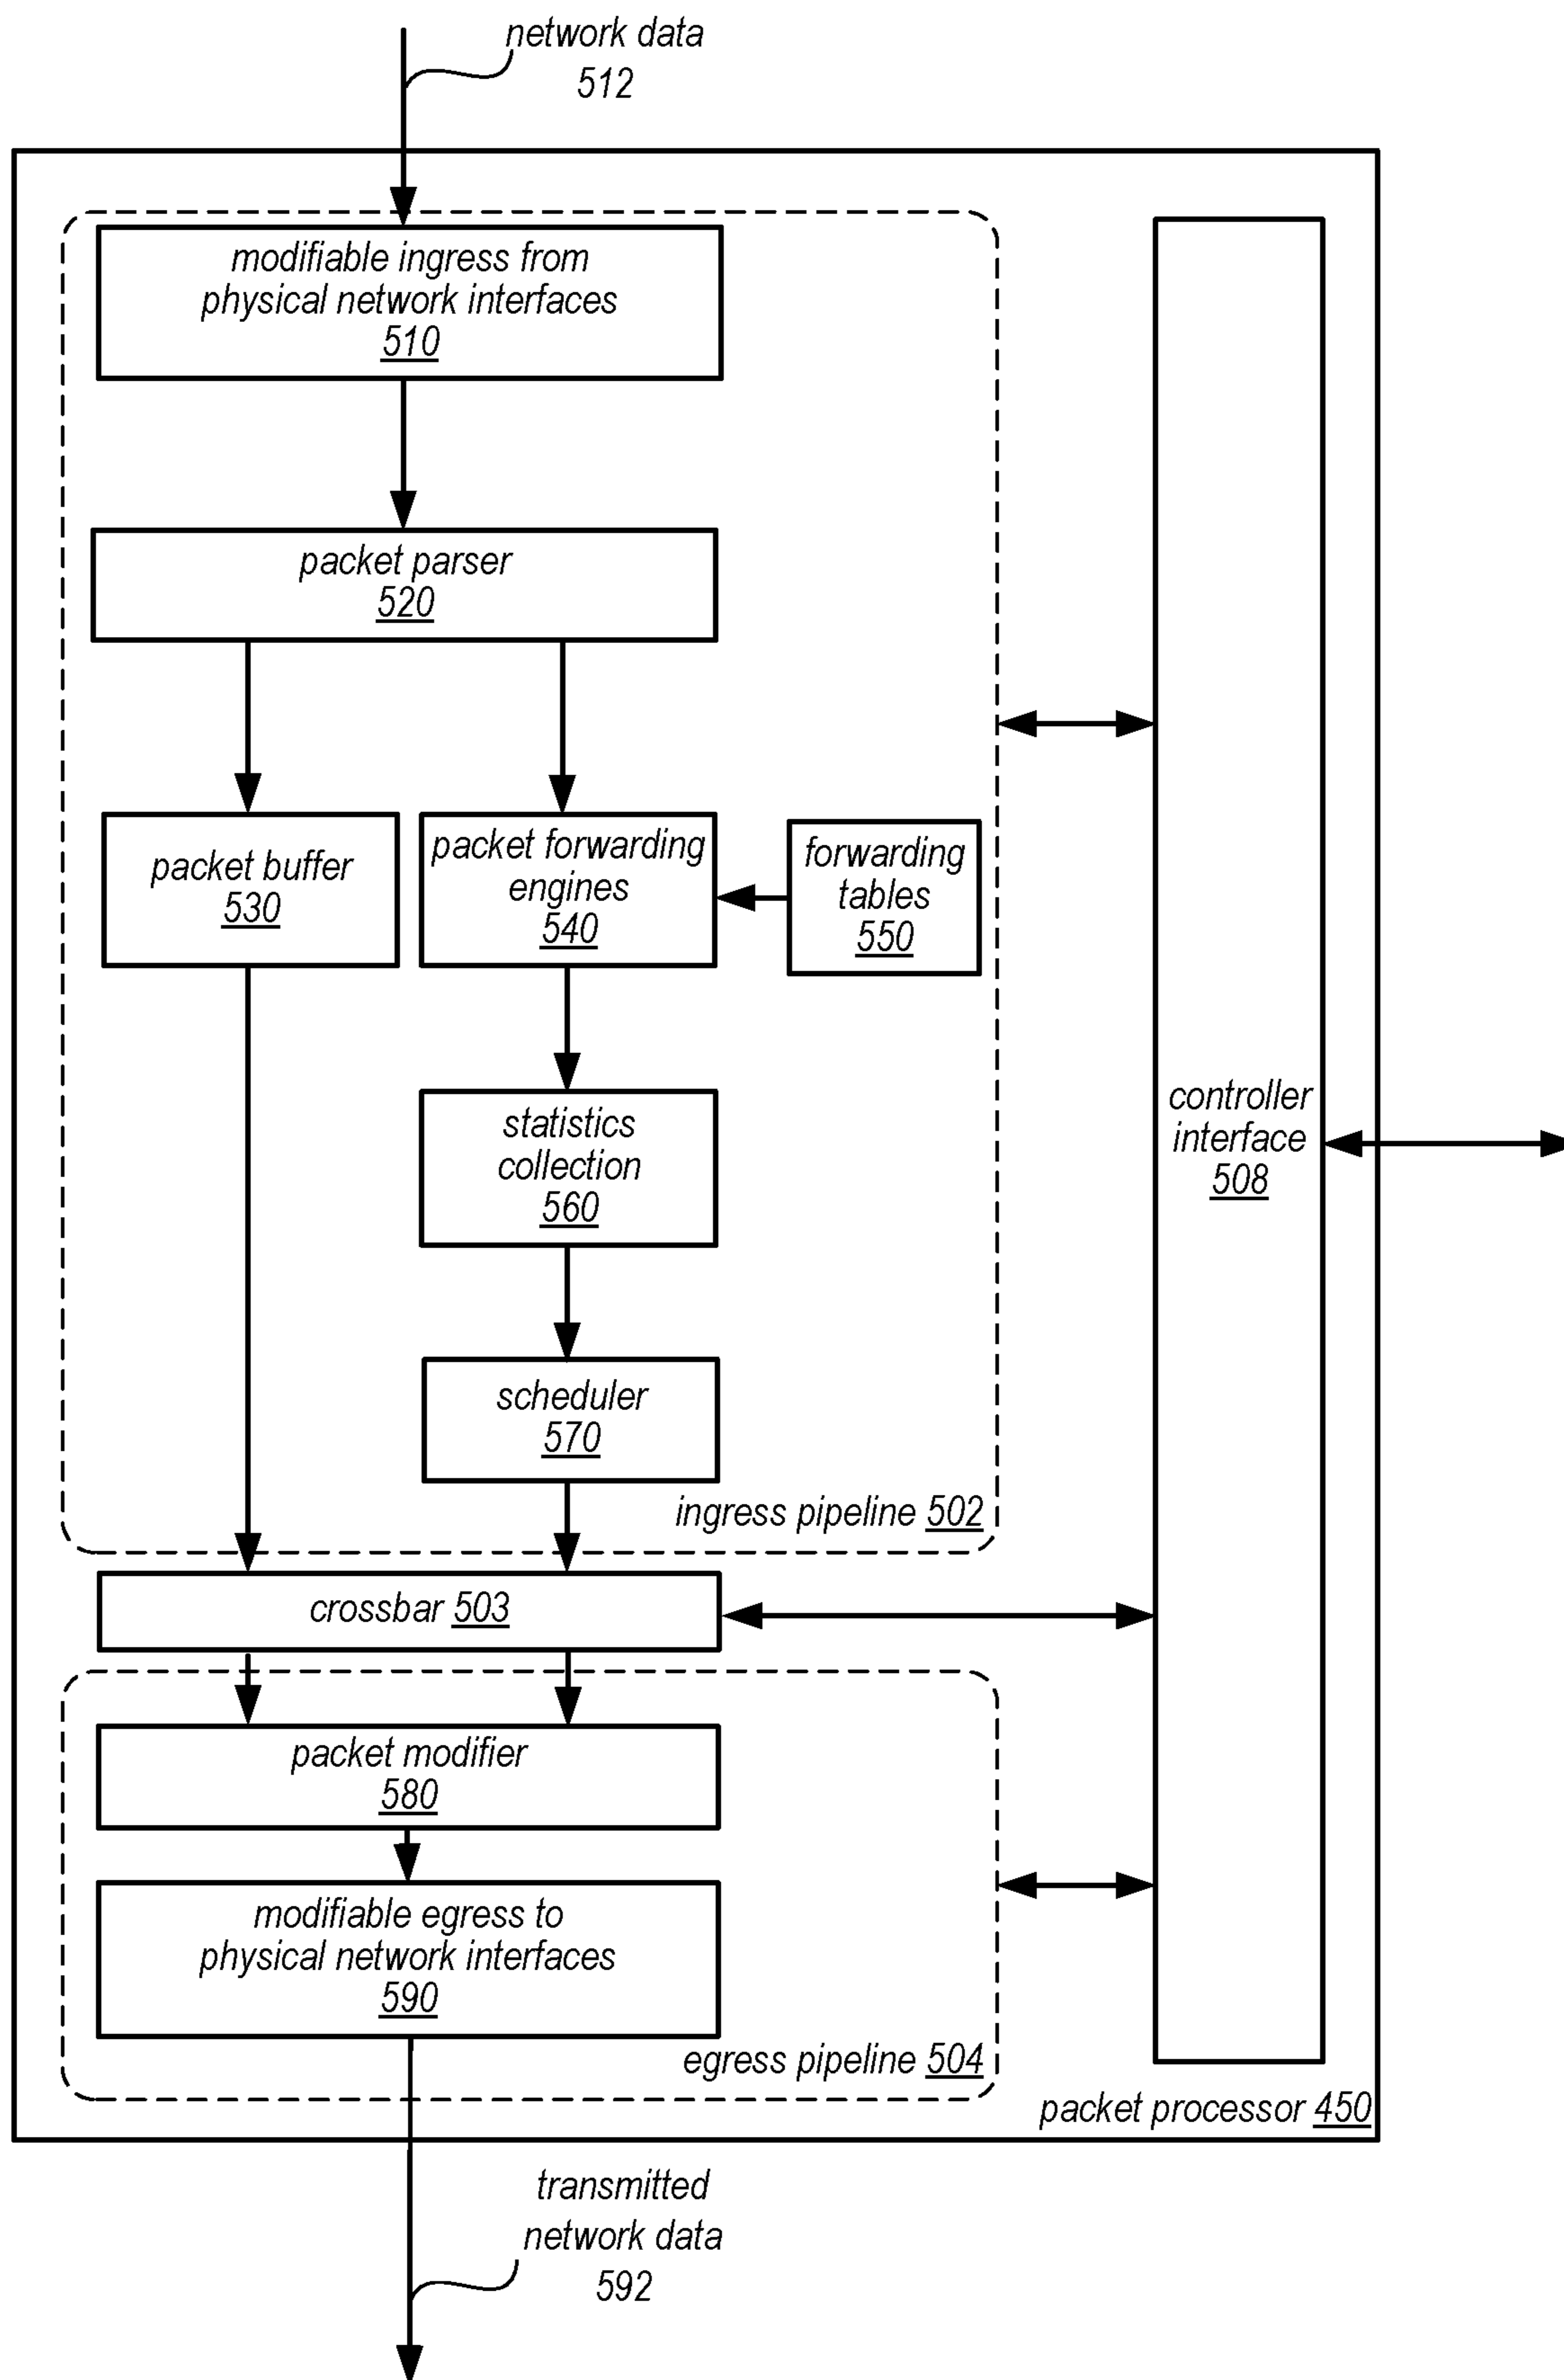 network data
512
modifiable ingress from
physical network interfaces
510
packet parser
520
packet buffer
530
packet forwarding
engines
540
forwarding
tables
550
statistics
collection
560
controller
interface
508
scheduler
570
ingress pipeline 502
crossbar 503
packet modifier
580
modifiable egress to
physical network interfaces
590
egress pipeline 504
packet processor 450
transmitted
network data
592